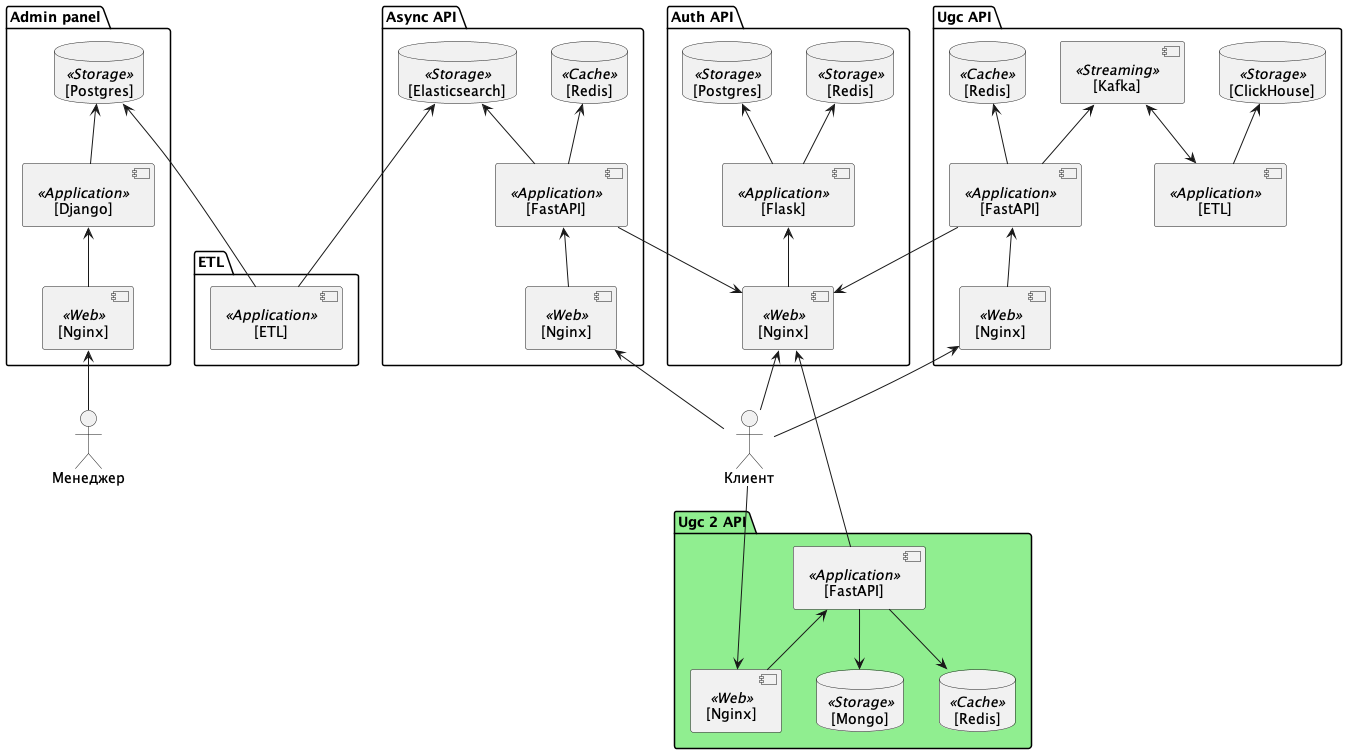 Admin panel
«Storage»
[Postgres]
«Application»
[Django]
«Web»
[Nginx]
Менеджер
ETL
«Application»
[ETL]
Async API
«Storage»
[Elasticsearch]
«Cache»
[Redis]
«Application»
[FastAPI]
«Web»
[Nginx]
Auth API
«Storage»
[Postgres]
«Storage»
[Redis]
«Application»
[Flask]
«Web»
[Nginx]
Ugc API
«Cache»
[Redis]
«Streaming»
[Kafka]
«Storage»
[ClickHouse]
«Application»
[FastAPI]
«Application»
[ETL]
«Web»
[Nginx]
Клиент
Ugc 2 API
«Application»
[FastAPI]
«Web»
[Nginx]
«Storage»
[Mongo]
«Cache»
[Redis]